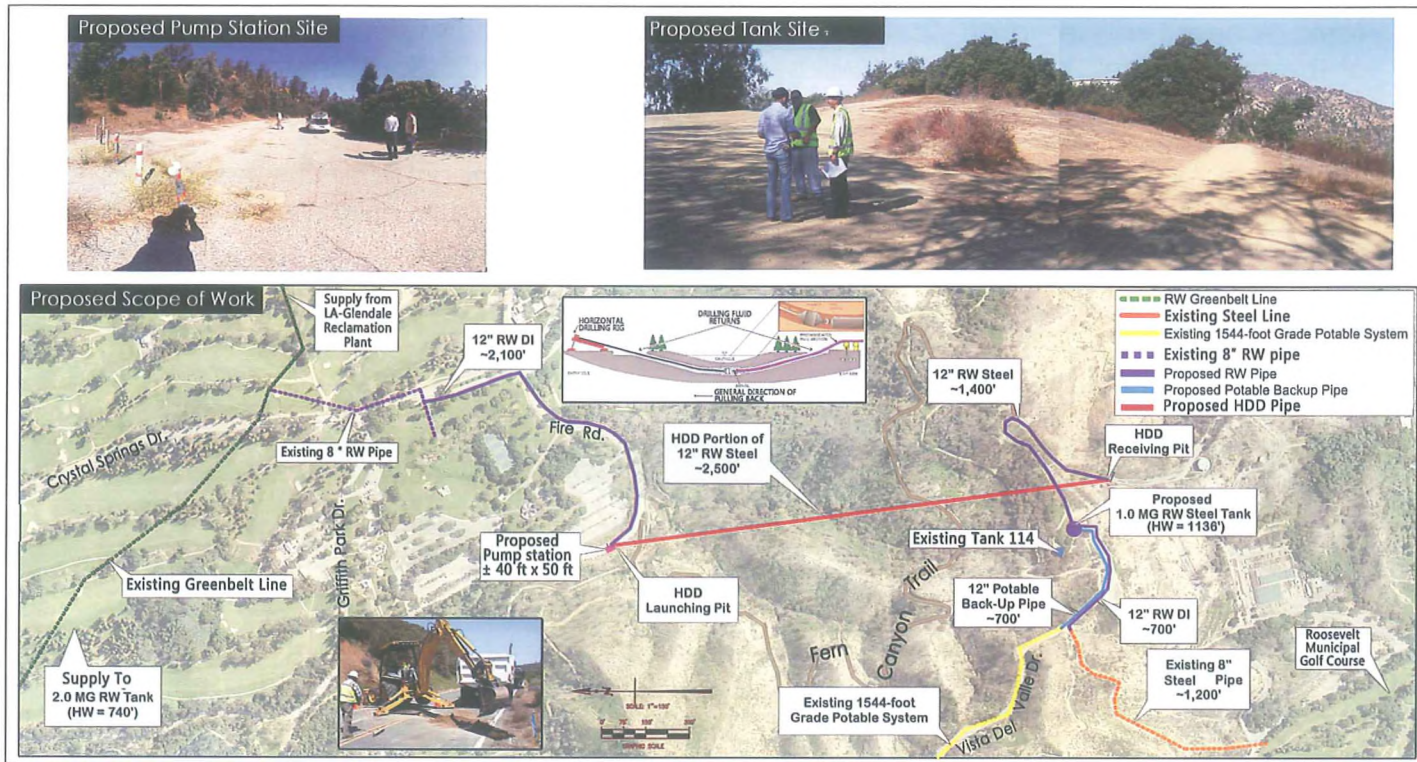 Proposed Pump Station Site
Proposed Tank Site
Proposed Scope of Work
Supply from
LA-Glendale
Reclamation
Plant
12" RW DI
~2,100'
HORIZONTAL
DRILLING RIG
DRILLING FLUID
RETURNS
GENERAL DIRECTION OF
PULLING BACK
RW Greenbelt Line
Existing Steel Line
Existing 1544-foot Grade Potable System
Existing 8" RW pipe
Proposed RW Pipe
Proposed Potable Backup Pipe
Proposed HDD Pipe
12" RW Steel
~1,400'
Crystal Springs Dr.
Existing 8 " RW Pipe
Fire Rd.
HDD Portion of
12" RW Steel
~2,500'
HDD
Receiving Pit
Proposed
1.0 MG RW Steel Tank
(HW = 1136')
Griffith Park Dr.
Proposed
Pump station
± 40 ft x 50 ft
Existing Tank 114
Existing Greenbelt Line
HDD
Launching Pit
Fern Canyon Trail
12" Potable
Back-Up Pipe
~700'
12" RW DI
~700'
Roosevelt
Municipal
Golf Course
Supply To
2.0 MG RW Tank
(HW = 740')
Existing 8"
Steel Pipe
~1,200'
Existing 1544-foot
Grade Potable System
Vista Del Valle Dr.
GRAPHIC SCALE